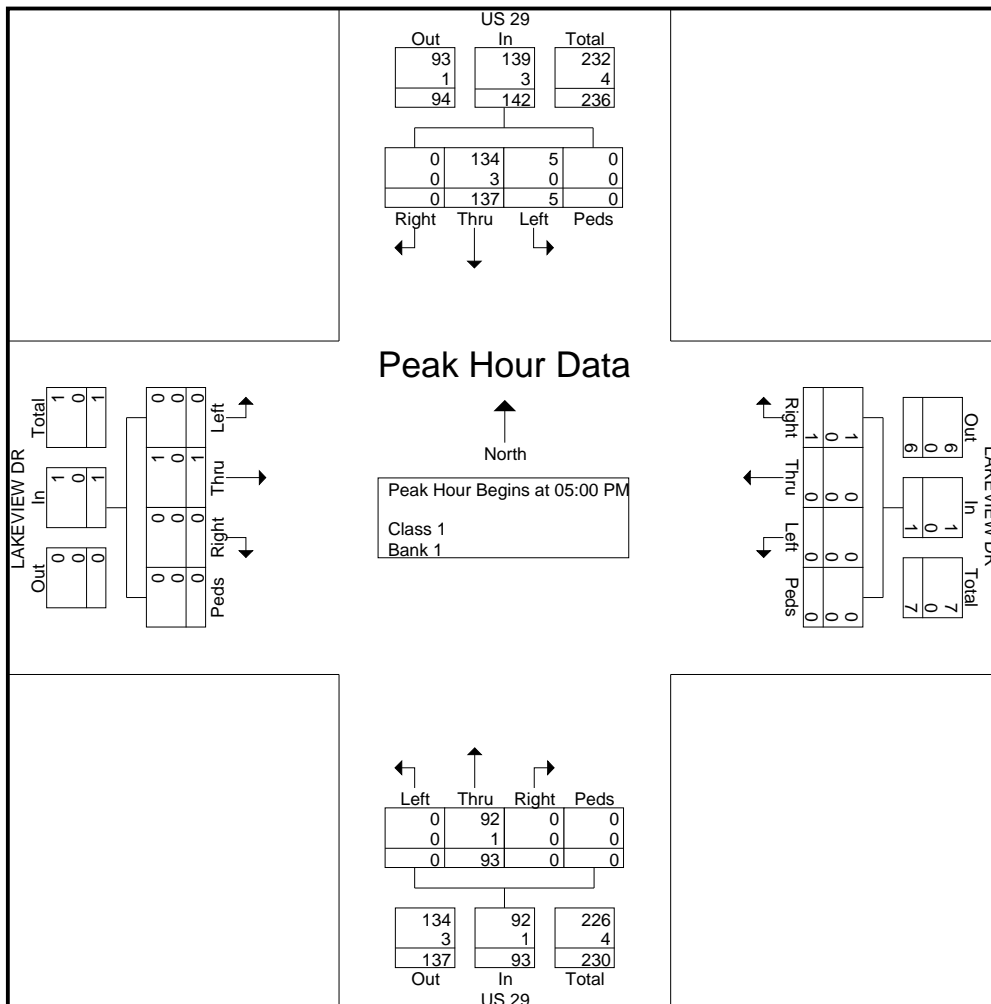 US 29
Out In Total
93 139 232
1 3 4
94 142 236
0 134 5 0
0 3 0 0
0 137 5 0
Right Thru Left Peds
Peak Hour Data
North
Peak Hour Begins at 05:00 PM
Class 1
Bank 1
LAKEVIEW DR
Total In Out
1 1 0
0 0 0
1 1 0
0 1 0 0
0 0 0 0
0 1 0 0
Left Thru Right Peds
LAKEVIEW DR
Out In Total
6 1 7
0 0 0
6 1 7
1 0 0 0
0 0 0 0
1 0 0 0
Right Thru Left Peds
Left Thru Right Peds
0 92 0 0
0 1 0 0
0 93 0 0
134 92 226
3 1 4
137 93 230
Out In Total
US 29